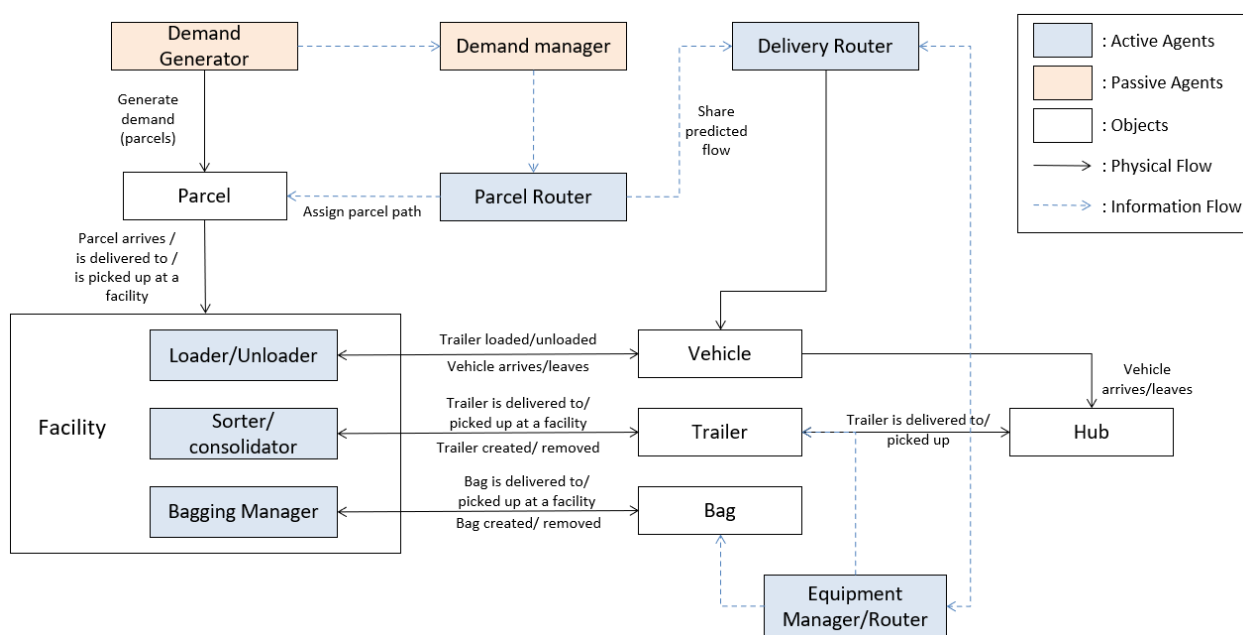 Demand
Generator
Demand manager
Delivery Router
: Active Agents
: Passive Agents
: Objects
: Physical Flow
: Information Flow
Generate
demand
(parcels)
Share
predicted
flow
Parcel
Assign parcel path
Parcel Router
Parcel arrives /
is delivered to /
is picked up at a
facility
Facility
Loader/Unloader
Trailer loaded/unloaded
Vehicle arrives/leaves
Vehicle
Vehicle
arrives/leaves
Sorter/
consolidator
Trailer is delivered to/
picked up at a facility
Trailer created/ removed
Trailer
Trailer is delivered to/
picked up
Hub
Bagging Manager
Bag is delivered to/
picked up at a facility
Bag created/ removed
Bag
Equipment
Manager/Router